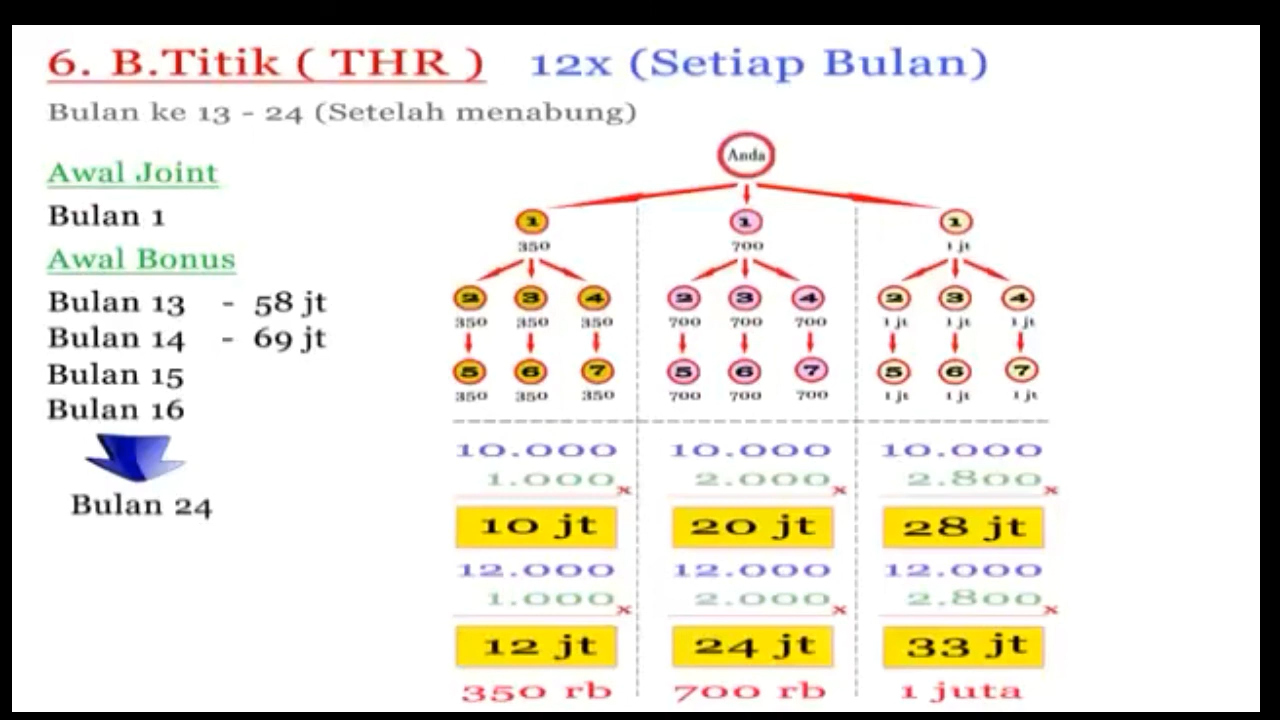 6. B.Titik ( THR ) 12x (Setiap Bulan)
Bulan ke 13 - 24 (Setelah menabung)
Awal Joint
Bulan 1
Awal Bonus
Bulan 13 - 58 jt
Bulan 14 - 69 jt
Bulan 15
Bulan 16
Bulan 24
Anda
1 1 1
350 700 1 jt
2 3 4 2 3 4 2 3 4
350 350 350 700 700 700 1 jt 1 jt 1 jt
5 6 7 5 6 7 5 6 7
350 350 350 700 700 700 1 jt 1 jt 1 jt
10.000 10.000 10.000
1.000 x 2.000 x 2.800 x
10 jt 20 jt 28 jt
12.000 12.000 12.000
1.000 x 2.000 x 2.800 x
12 jt 24 jt 33 jt
350 rb 700 rb 1 juta